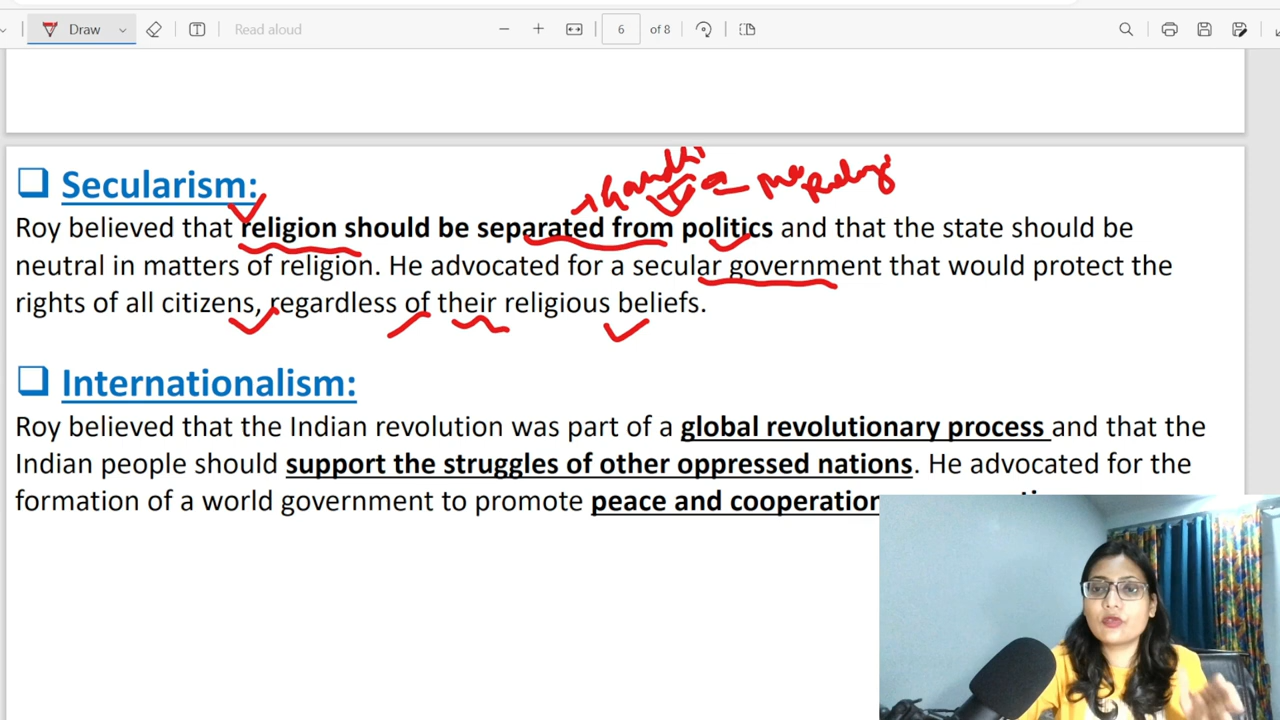 Draw
Read aloud
6 of 8
Secularism:
Gandhi
Roy believed that religion should be separated from politics and that the state should be
neutral in matters of religion. He advocated for a secular government that would protect the
rights of all citizens, regardless of their religious beliefs.
Internationalism:
Roy believed that the Indian revolution was part of a global revolutionary process and that the
Indian people should support the struggles of other oppressed nations. He advocated for the
formation of a world government to promote peace and cooperation